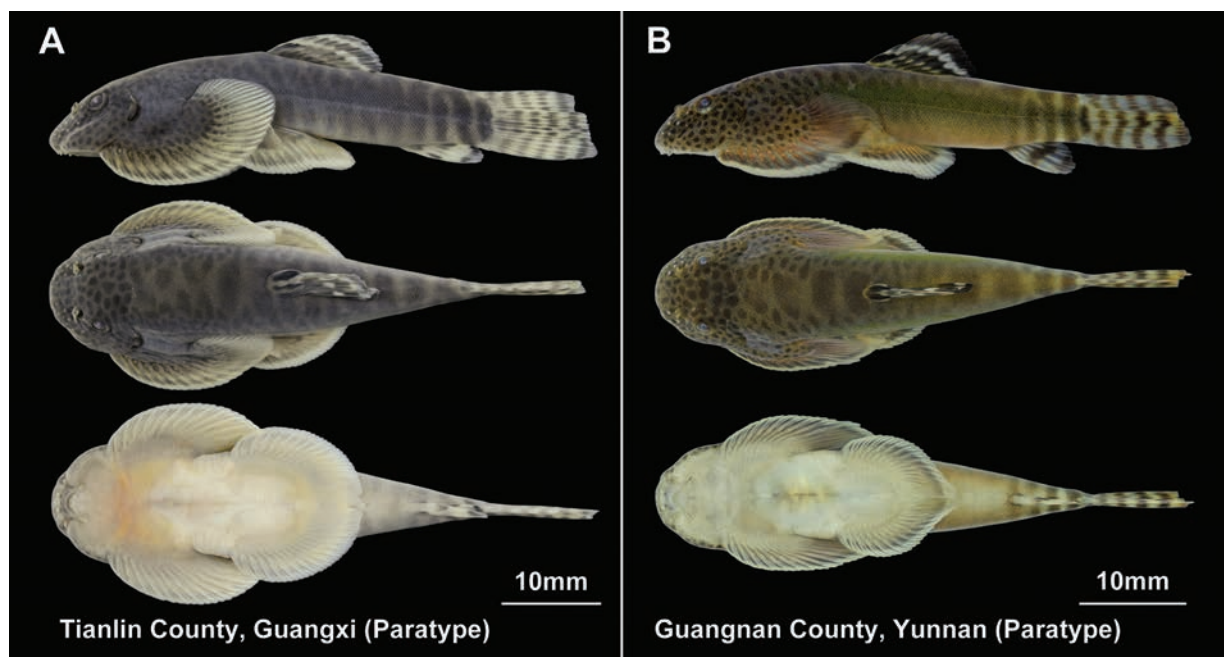 A
B
10mm
10mm
Tianlin County, Guangxi (Paratype)
Guangnan County, Yunnan (Paratype)